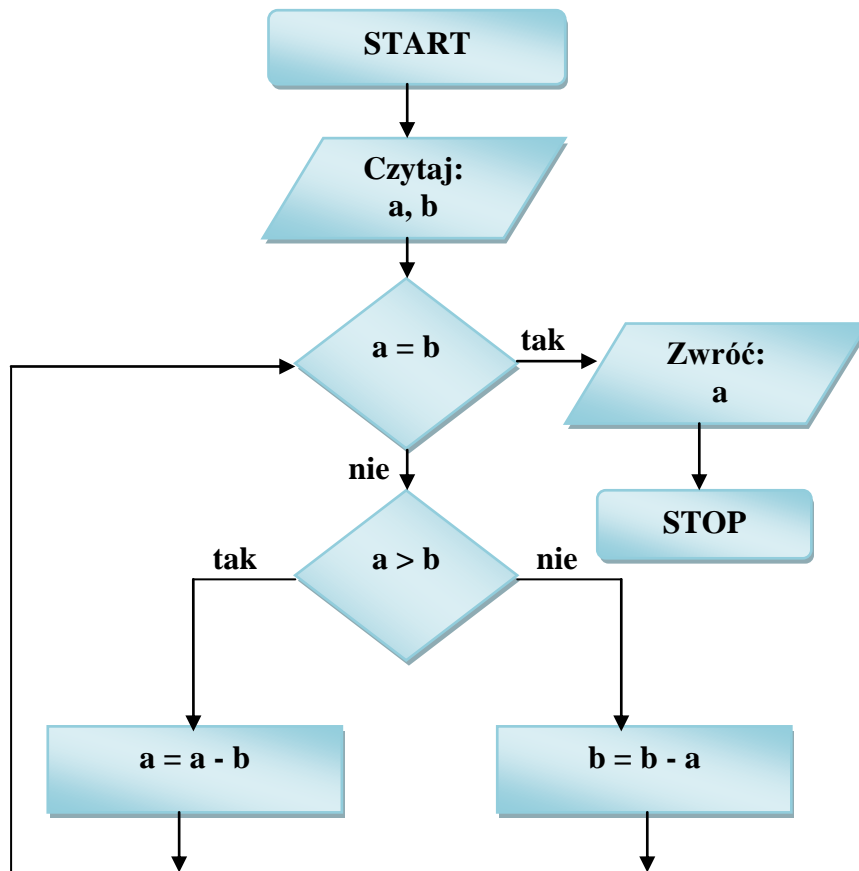 START
Czytaj:
a, b
a = b
tak
Zwróć:
a
nie
STOP
a > b
tak
nie
a = a - b
b = b - a